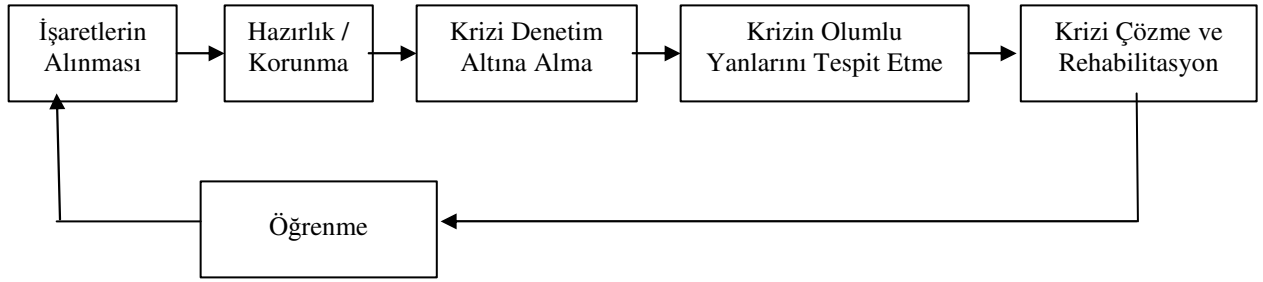 İşaretlerin
Alınması
Hazırlık /
Korunma
Krizi Denetim
Altına Alma
Krizin Olumlu
Yanlarını Tespit Etme
Krizi Çözme ve
Rehabilitasyon
Öğrenme